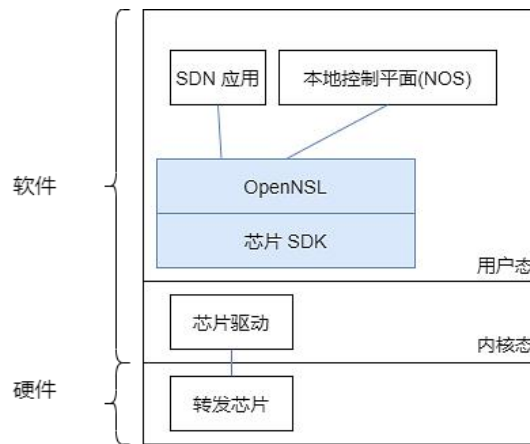 SDN 应用
本地控制平面(NOS)
软件
OpenNSL
芯片 SDK
用户态
芯片驱动
内核态
硬件
转发芯片